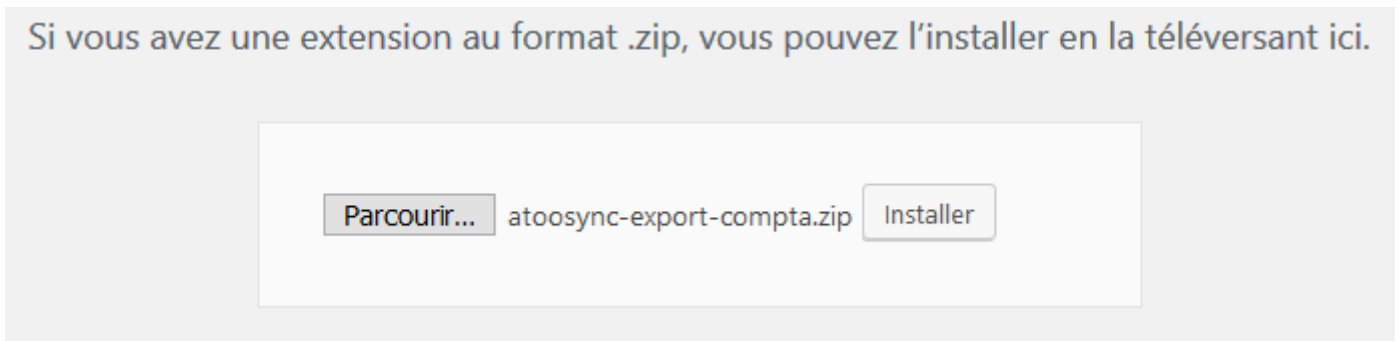 Si vous avez une extension au format .zip, vous pouvez l’installer en la téléversant ici.
Parcourir... atoosync-export-compta.zip Installer